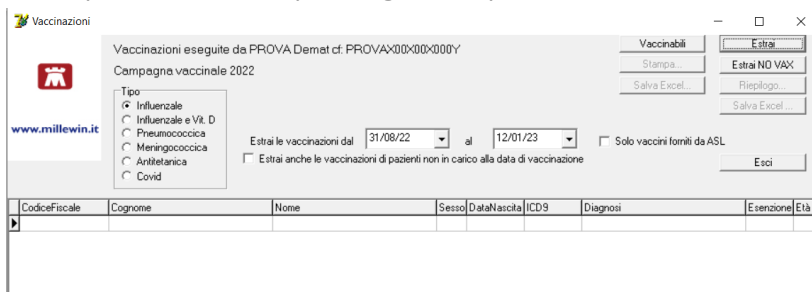 Vaccinazioni
Vaccinazioni eseguite da PROVA Demat cf: PROVAX00X00X000Y
Campagna vaccinale 2022
Vaccinabili
Estrai
Stampa...
Estrai NO VAX
Salva Excel...
Riepilogo...
Salva Excel ...
www.millewin.it
Tipo
Influenzale
Influenzale e Vit. D
Pneumococcica
Meningococcica
Antitetanica
Covid
Estrai le vaccinazioni dal 31/08/22 al 12/01/23 Solo vaccini forniti da ASL
Estrai anche le vaccinazioni di pazienti non in carico alla data di vaccinazione
Esci
CodiceFiscale Cognome Nome Sesso DataNascita ICD9 Diagnosi Esenzione Età